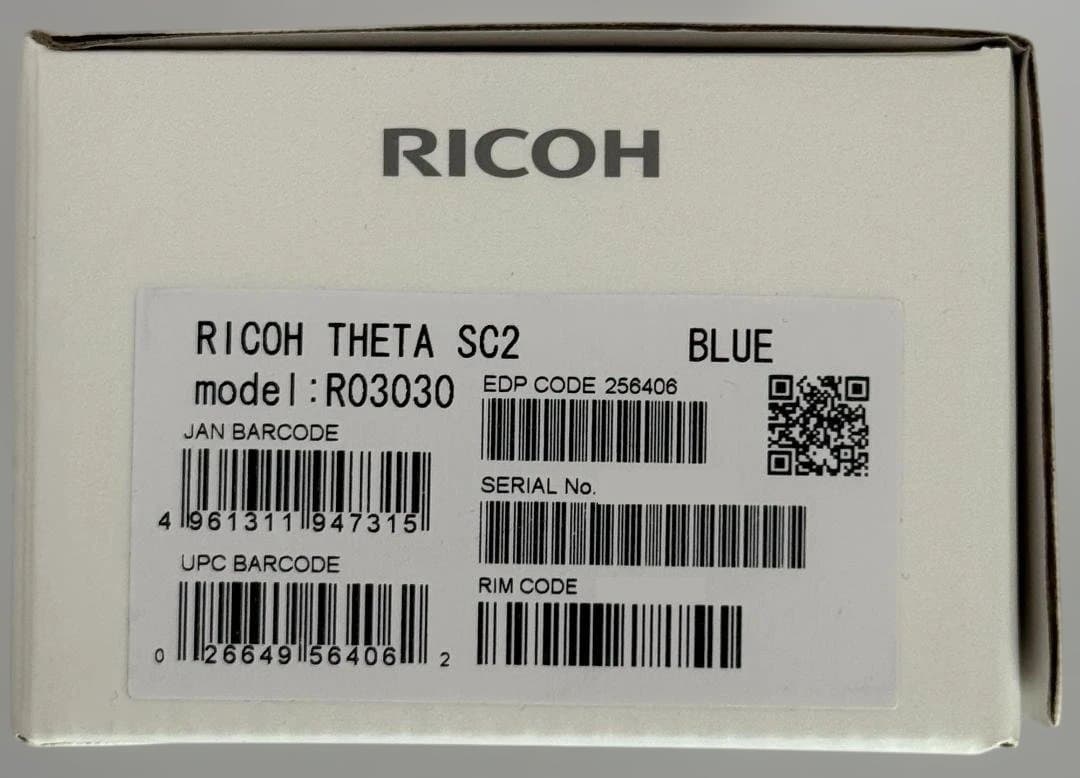 RICOH
RICOH THETA SC2 BLUE
model:R03030
EDP CODE 256406
JAN BARCODE
4 961311 947315
SERIAL No.
UPC BARCODE
0 26649 56406 2
RIM CODE